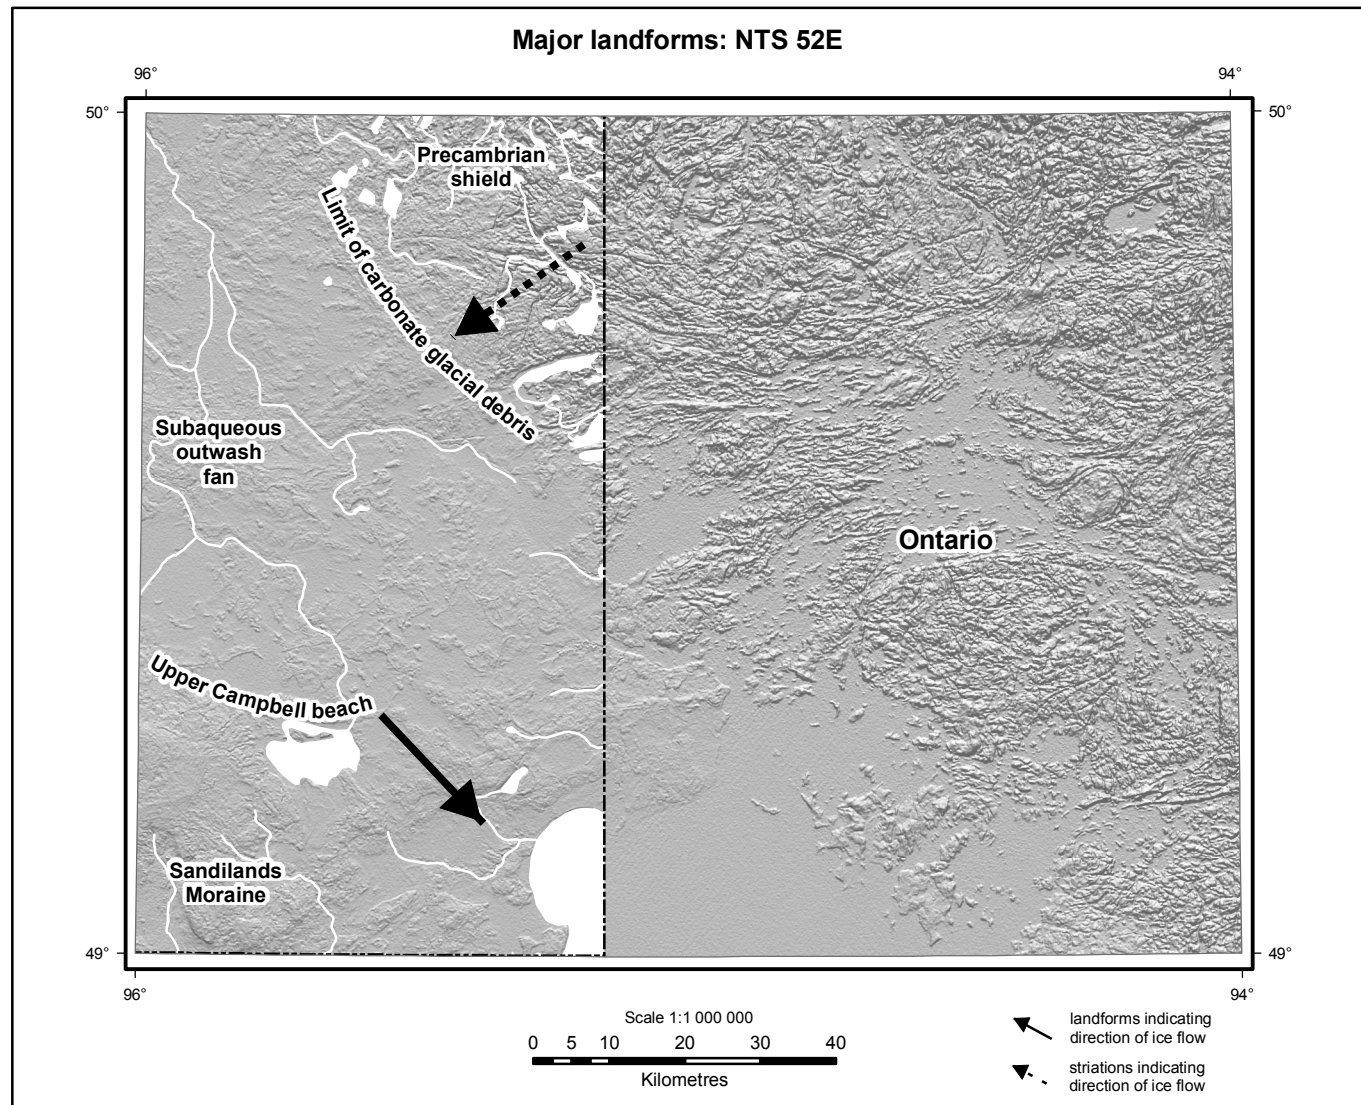 Major landforms: NTS 52E
96°
94°
50°
50°
Precambrian
shield
Limit of carbonate glacial debris
Subaqueous
outwash
fan
Ontario
Upper Campbell beach
Sandilands
Moraine
49°
49°
96°
94°
Scale 1:1 000 000
0 5 10 20 30 40
Kilometres
landforms indicating
direction of ice flow
striations indicating
direction of ice flow